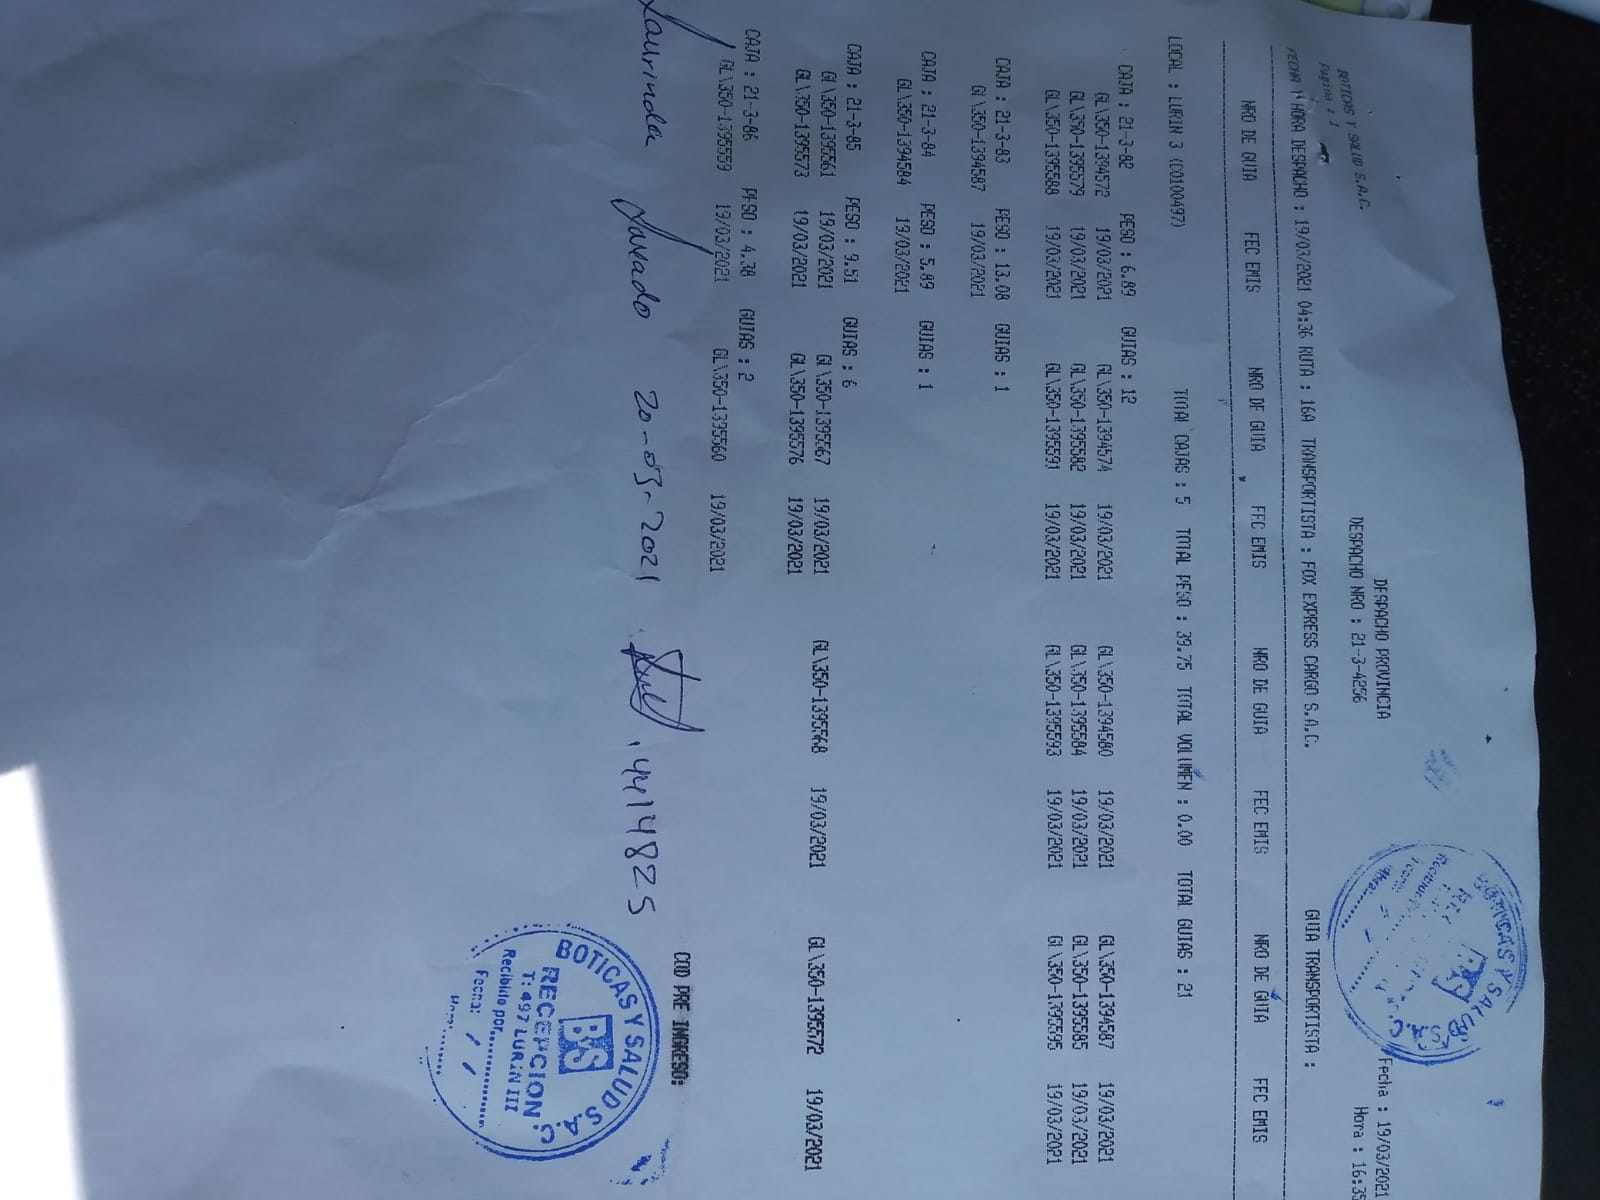 BOTICAS Y SALUD S.A.C. DESPACHO PROVINCIA Fecha : 19/03/2021
Pagina : 1 DESPACHO NRO : 21-3-4256 Hora : 16:35
FECHA Y HORA DESPACHO : 19/03/2021 04:36 RUTA : 16A TRANSPORTISTA : FOX EXPRESS CARGO S.A.C. GUIA TRANSPORTISTA :
NRO DE GUIA FEC EMIS NRO DE GUIA FEC EMIS NRO DE GUIA FEC EMIS NRO DE GUIA FEC EMIS
LOCAL : LURIN 3 (C0100497) TOTAL CAJAS : 5 TOTAL PESO : 39.75 TOTAL VOLUMEN : 0.00 TOTAL GUIAS : 21
CAJA : 21-3-82 PESO : 6.89 GUIAS : 12
GL\350-1394572 19/03/2021 GL\350-1394574 19/03/2021 GL\350-1394580 19/03/2021 GL\350-1394587 19/03/2021
GL\350-1395579 19/03/2021 GL\350-1395582 19/03/2021 GL\350-1395584 19/03/2021 GL\350-1395585 19/03/2021
GL\350-1395588 19/03/2021 GL\350-1395591 19/03/2021 GL\350-1395593 19/03/2021 GL\350-1395595 19/03/2021
CAJA : 21-3-83 PESO : 13.08 GUIAS : 1
GL\350-1394587 19/03/2021
CAJA : 21-3-84 PESO : 5.89 GUIAS : 1
GL\350-1394584 19/03/2021
CAJA : 21-3-85 PESO : 9.51 GUIAS : 6
GL\350-1395561 19/03/2021 GL\350-1395567 19/03/2021 GL\350-1395568 19/03/2021 GL\350-1395572 19/03/2021
GL\350-1395573 19/03/2021 GL\350-1395576 19/03/2021
CAJA : 21-3-86 PESO : 4.38 GUIAS : 2
GL\350-1395559 19/03/2021 GL\350-1395560 19/03/2021
COD PRE INGRESO:
Laurinda 20-03-2021 44148825
BOTICAS Y SALUD S.A.C.
BS
RECEPCION
T: 497 LURIN III
Recibido por,
Fecha: / /
Hora:
BOTICAS Y SALUD S.A.C.
BS